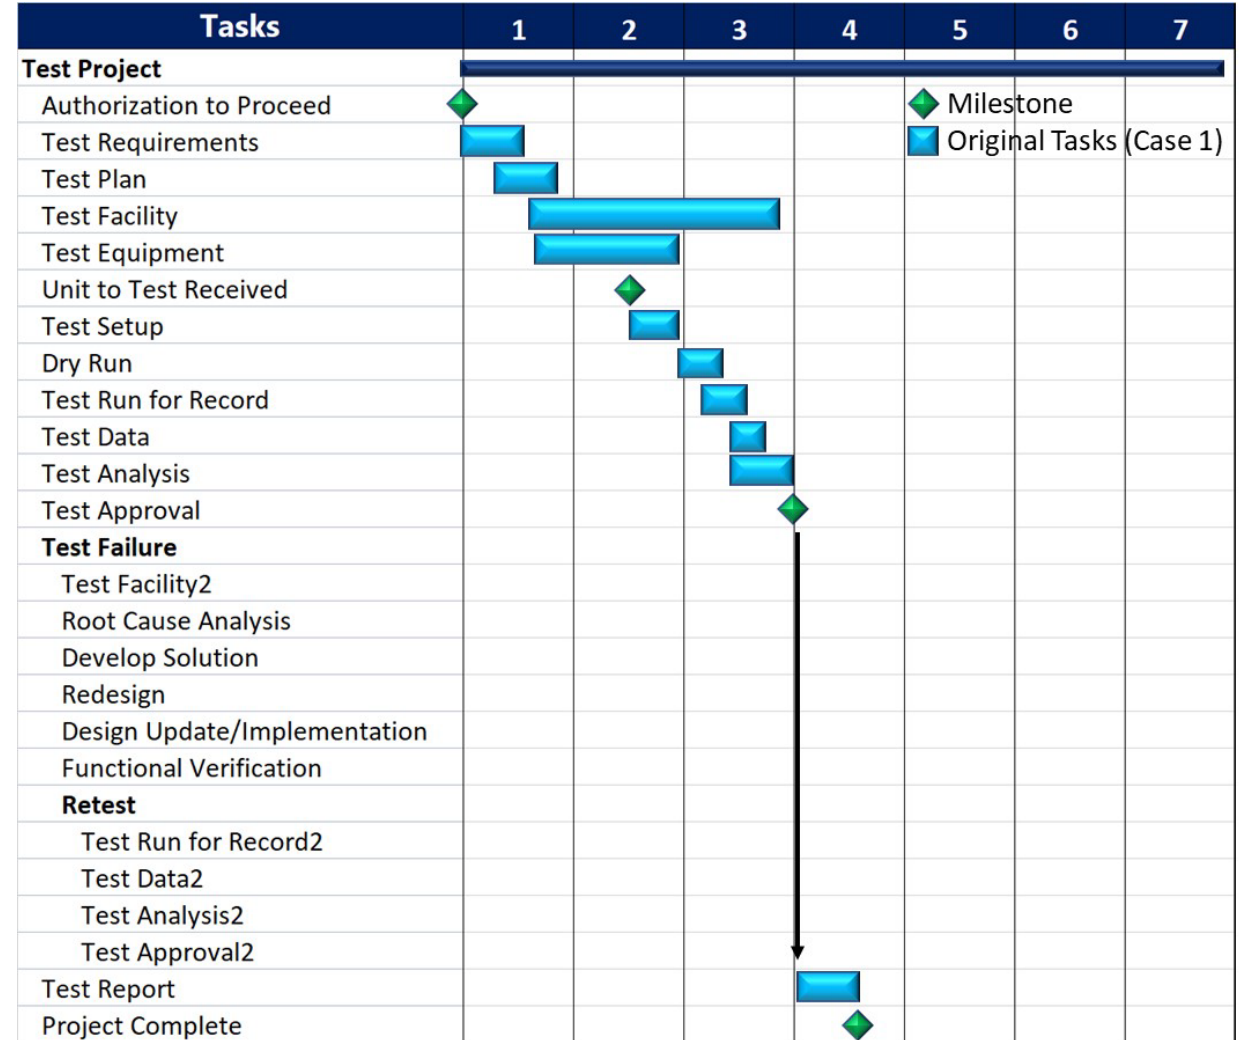 Tasks 1 2 3 4 5 6 7
Test Project
Authorization to Proceed Milestone
Test Requirements Original Tasks (Case 1)
Test Plan
Test Facility
Test Equipment
Unit to Test Received
Test Setup
Dry Run
Test Run for Record
Test Data
Test Analysis
Test Approval
Test Failure
Test Facility2
Root Cause Analysis
Develop Solution
Redesign
Design Update/Implementation
Functional Verification
Retest
Test Run for Record2
Test Data2
Test Analysis2
Test Approval2
Test Report
Project Complete